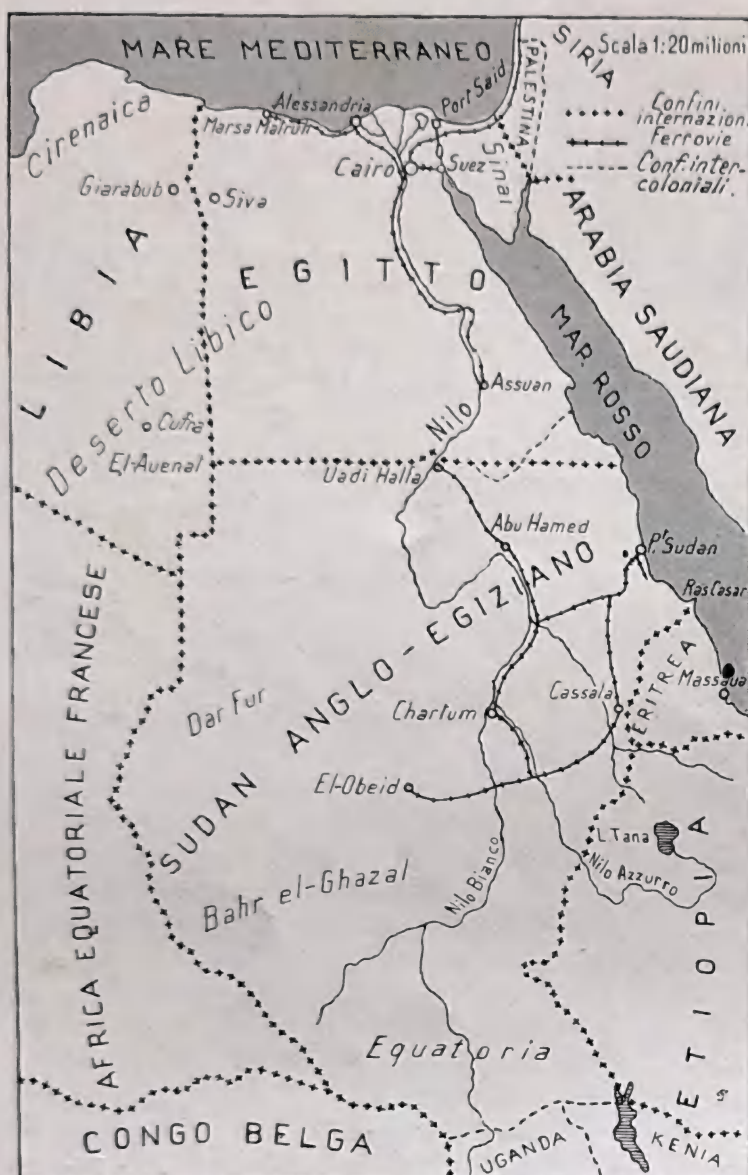 MARE MEDITERRANEO
SIRIA
Scala 1:20 milioni
PALESTINA
Confini.
internazion.
Ferrovie
Conf. inter-
coloniali.
Cirenaica
Marsa Matruh
Alessandria
Port Said
Cairo
Suez
Sinai
Giarabub
Siva
ARABIA SAUDIANA
LIBIA
EGITTO
Deserto Libico
MAR. ROSSO
Assuan
Nilo
Cufra
El-Auenat
Uadi Halfa
Abu Hamed
Pt. Sudan
Ras Casar
AFRICA EQUATORIALE FRANCESE
SUDAN ANGLO-EGIZIANO
Dar Fur
Chartum
Cassala
ERITREA
Massaua
El-Obeid
L. Tana
Nilo Azzurro
Nilo Bianco
Bahr el-Ghazal
ETIOPIA
Equatoria
CONGO BELGA
UGANDA
KENIA